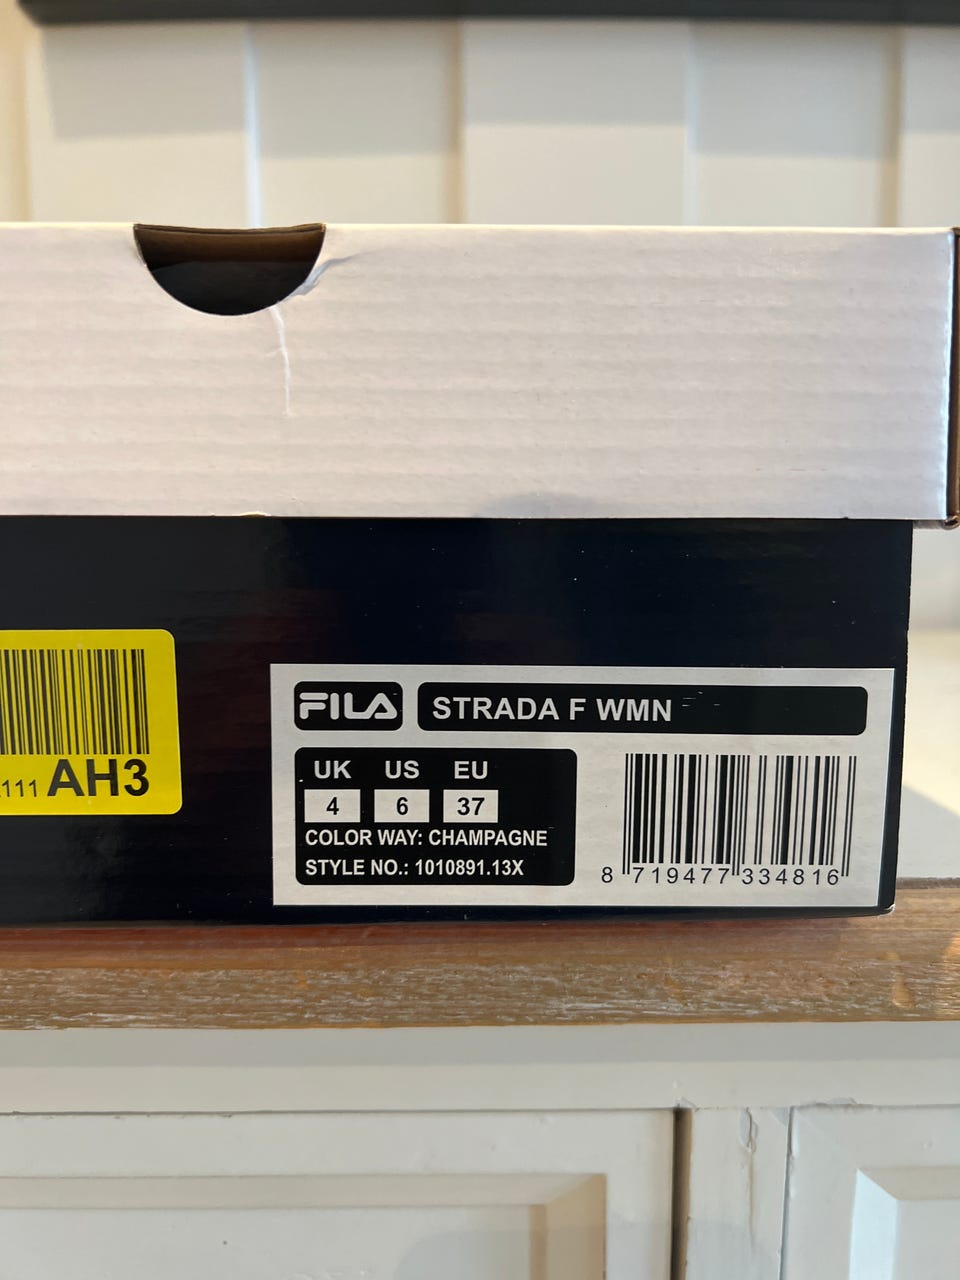 111 AH3
FILA STRADA F WMN
UK US EU
4 6 37
COLOR WAY: CHAMPAGNE
STYLE NO.: 1010891.13X
8 719477 334816